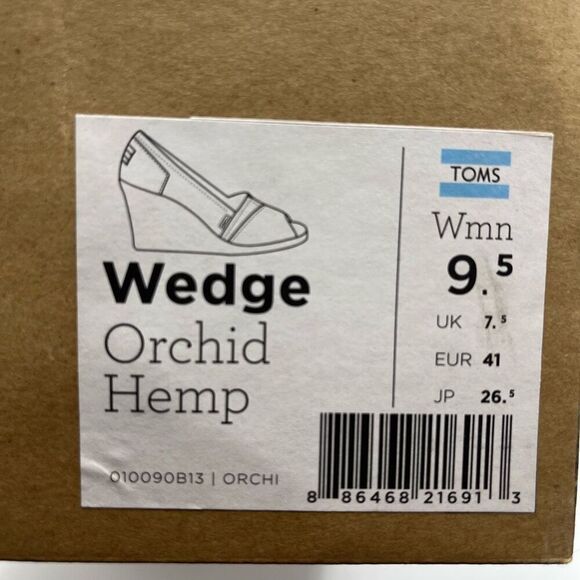 Wedge
Orchid
Hemp
010090B13 | ORCHI
TOMS
Wmn
9.5
UK 7.5
EUR 41
JP 26.5
8 86468 21691 3